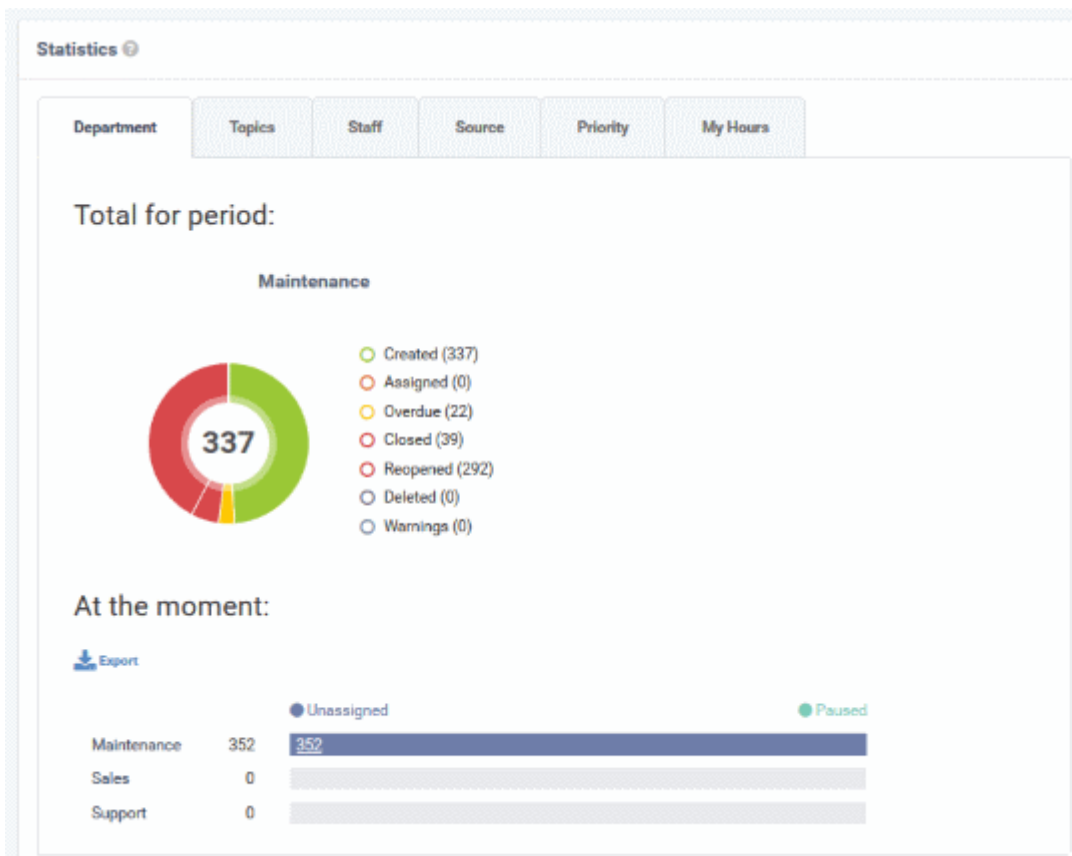 Statistics ?
Department Topics Staff Source Priority My Hours
Total for period:
Maintenance
337
Created (337)
Assigned (0)
Overdue (22)
Closed (39)
Reopened (292)
Deleted (0)
Warnings (0)
At the moment:
Export
Unassigned Paused
Maintenance 352 352
Sales 0
Support 0